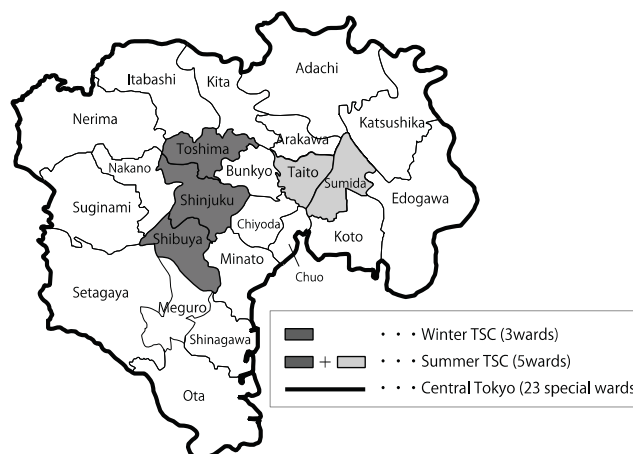 Adachi
Itabashi
Kita
Nerima
Katsushika
Arakawa
Toshima
Nakano
Bunkyo
Taito
Sumida
Edogawa
Suginami
Shinjuku
Chiyoda
Shibuya
Koto
Minato
Chuo
Setagaya
Meguro
Shinagawa
Ota
・・・ Winter TSC (3wards)
+ ・・・ Summer TSC (5wards)
・・・ Central Tokyo (23 special wards